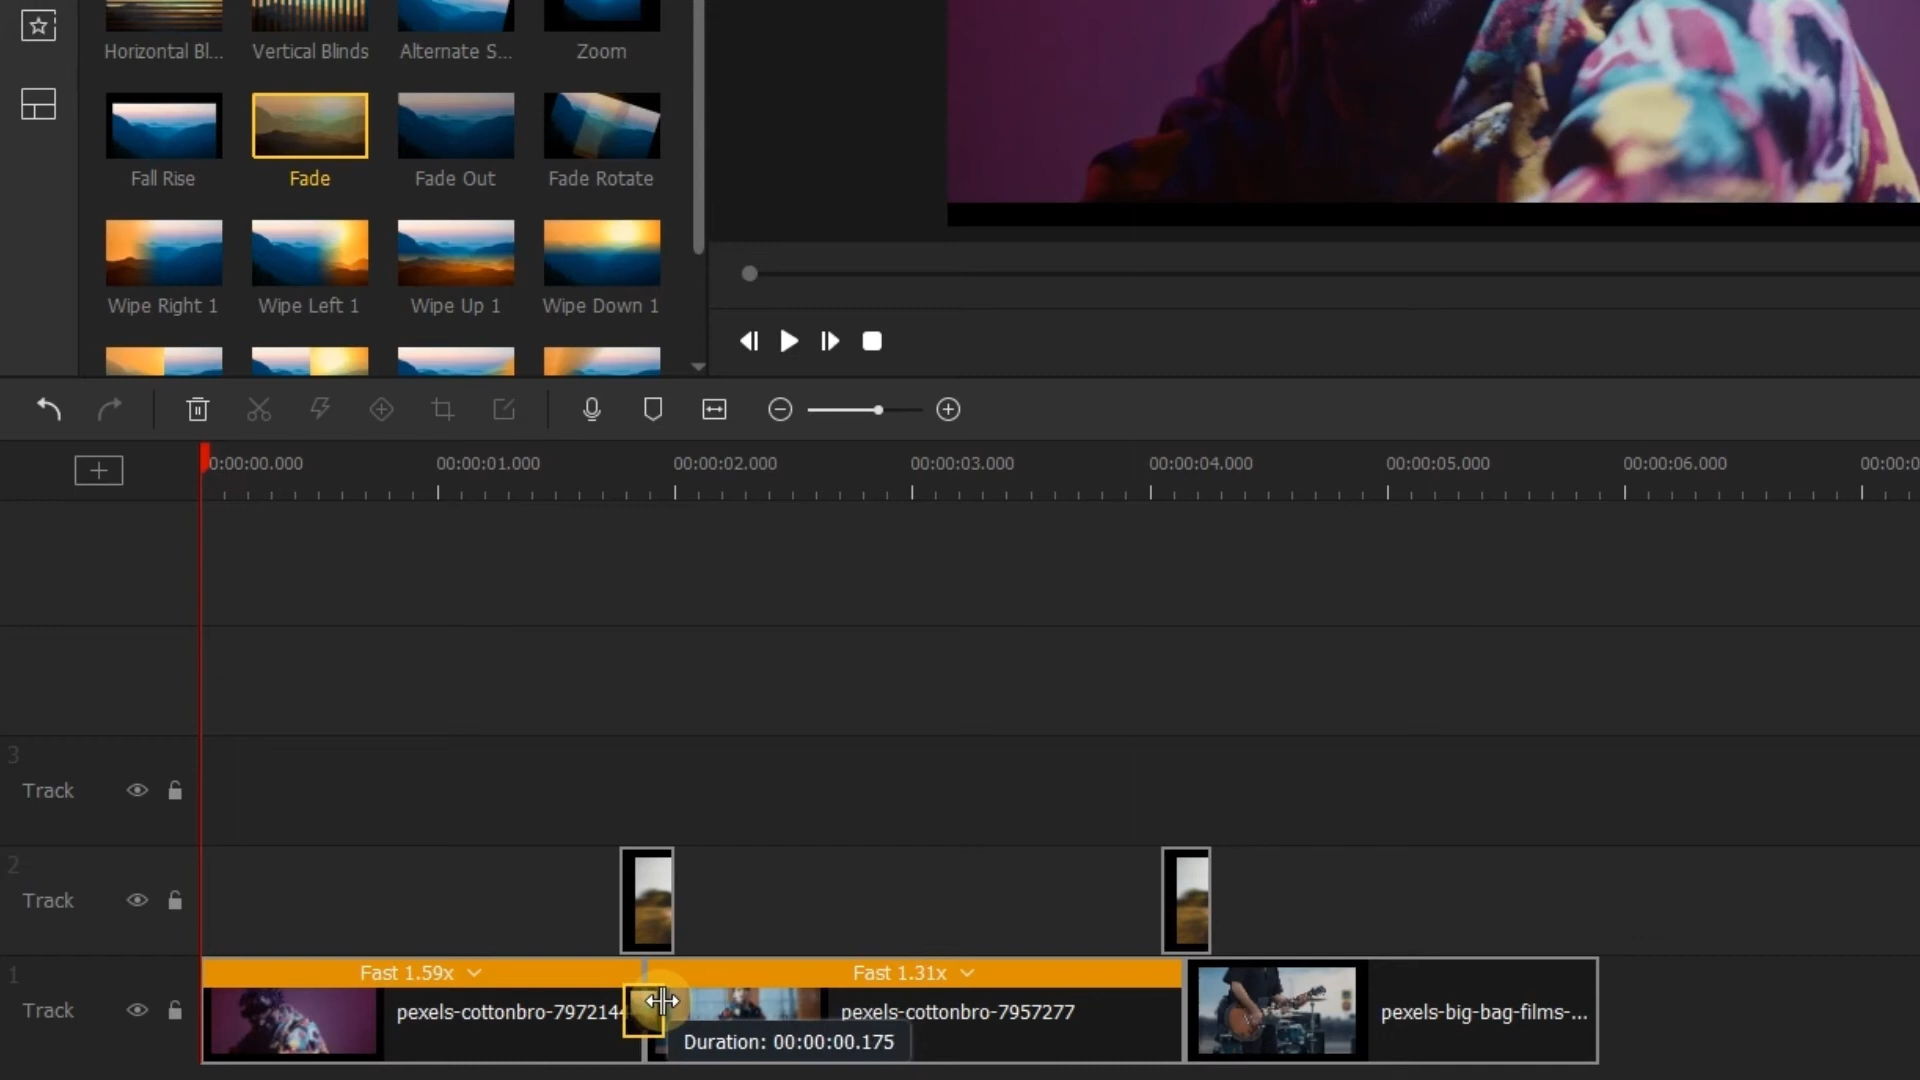 Horizontal Bl... Vertical Blinds Alternate S... Zoom
Fall Rise Fade Fade Out Fade Rotate
Wipe Right 1 Wipe Left 1 Wipe Up 1 Wipe Down 1
0:00:00.000 00:00:01.000 00:00:02.000 00:00:03.000 00:00:04.000 00:00:05.000 00:00:06.000 00:00:0
3
Track
2
Track
1
Fast 1.59x Fast 1.31x
Track pexels-cottonbro-7972144 pexels-cottonbro-7957277 pexels-big-bag-films-...
Duration: 00:00:00.175